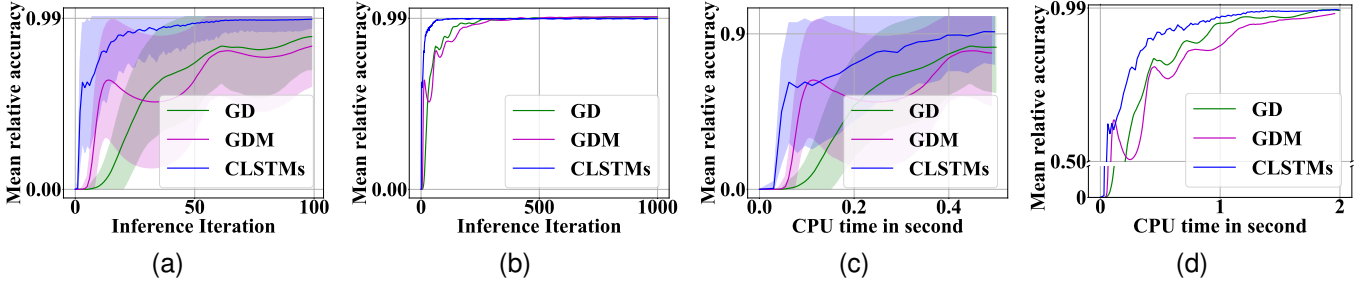 Mean relative accuracy
0.99
0.00
0
50
100
Inference Iteration
GD
GDM
CLSTMs
(a)
Mean relative accuracy
0.99
0.00
0
500
1000
Inference Iteration
GD
GDM
CLSTMs
(b)
Mean relative accuracy
0.9
0.0
0.0
0.2
0.4
CPU time in second
GD
GDM
CLSTMs
(c)
Mean relative accuracy
0.99
0.50
0
0
1
2
CPU time in second
GD
GDM
CLSTMs
(d)